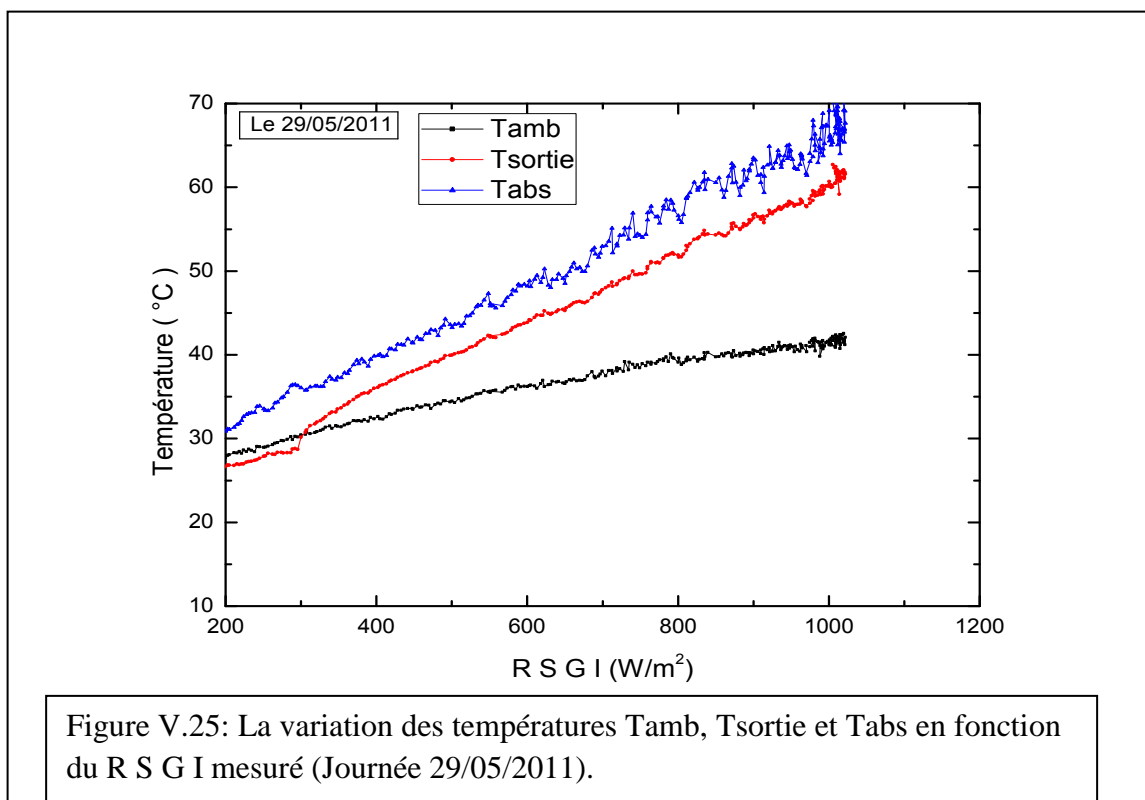 Le 29/05/2011
Tamb
Tsortie
Tabs
Température ( °C )
70
60
50
40
30
20
10
200
400
600
800
1000
1200
R S G I (W/m²)
Figure V.25: La variation des températures Tamb, Tsortie et Tabs en fonction
du R S G I mesuré (Journée 29/05/2011).